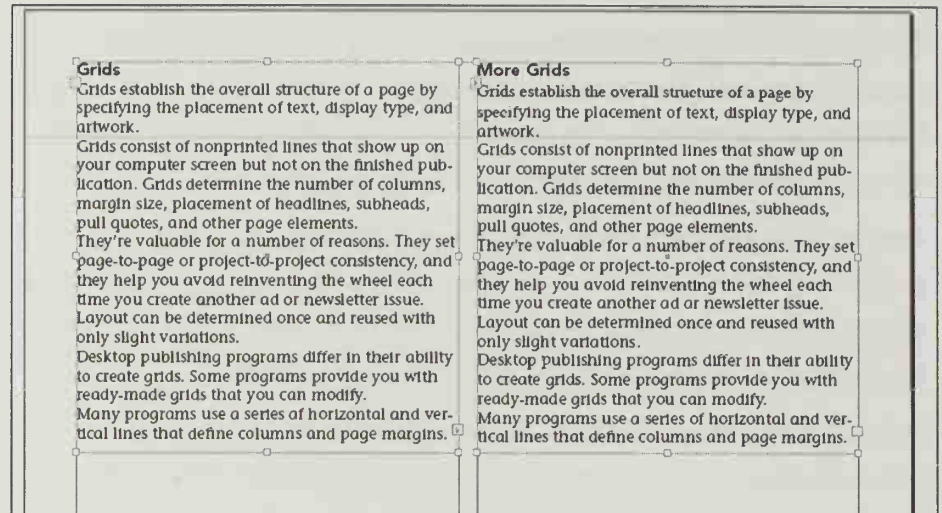 Grids
Grids establish the overall structure of a page by
specifying the placement of text, display type, and
artwork.
Grids consist of nonprinted lines that show up on
your computer screen but not on the finished pub-
lication. Grids determine the number of columns,
margin size, placement of headlines, subheads,
pull quotes, and other page elements.
They're valuable for a number of reasons. They set
page-to-page or project-to-project consistency, and
they help you avoid reinventing the wheel each
time you create another ad or newsletter issue.
Layout can be determined once and reused with
only slight variations.
Desktop publishing programs differ in their ability
to create grids. Some programs provide you with
ready-made grids that you can modify.
Many programs use a series of horizontal and ver-
tical lines that define columns and page margins.
More Grids
Grids establish the overall structure of a page by
specifying the placement of text, display type, and
artwork.
Grids consist of nonprinted lines that show up on
your computer screen but not on the finished pub-
lication. Grids determine the number of columns,
margin size, placement of headlines, subheads,
pull quotes, and other page elements.
They're valuable for a number of reasons. They set
page-to-page or project-to-project consistency, and
they help you avoid reinventing the wheel each
time you create another ad or newsletter issue.
Layout can be determined once and reused with
only slight variations.
Desktop publishing programs differ in their ability
to create grids. Some programs provide you with
ready-made grids that you can modify.
Many programs use a series of horizontal and ver-
tical lines that define columns and page margins.